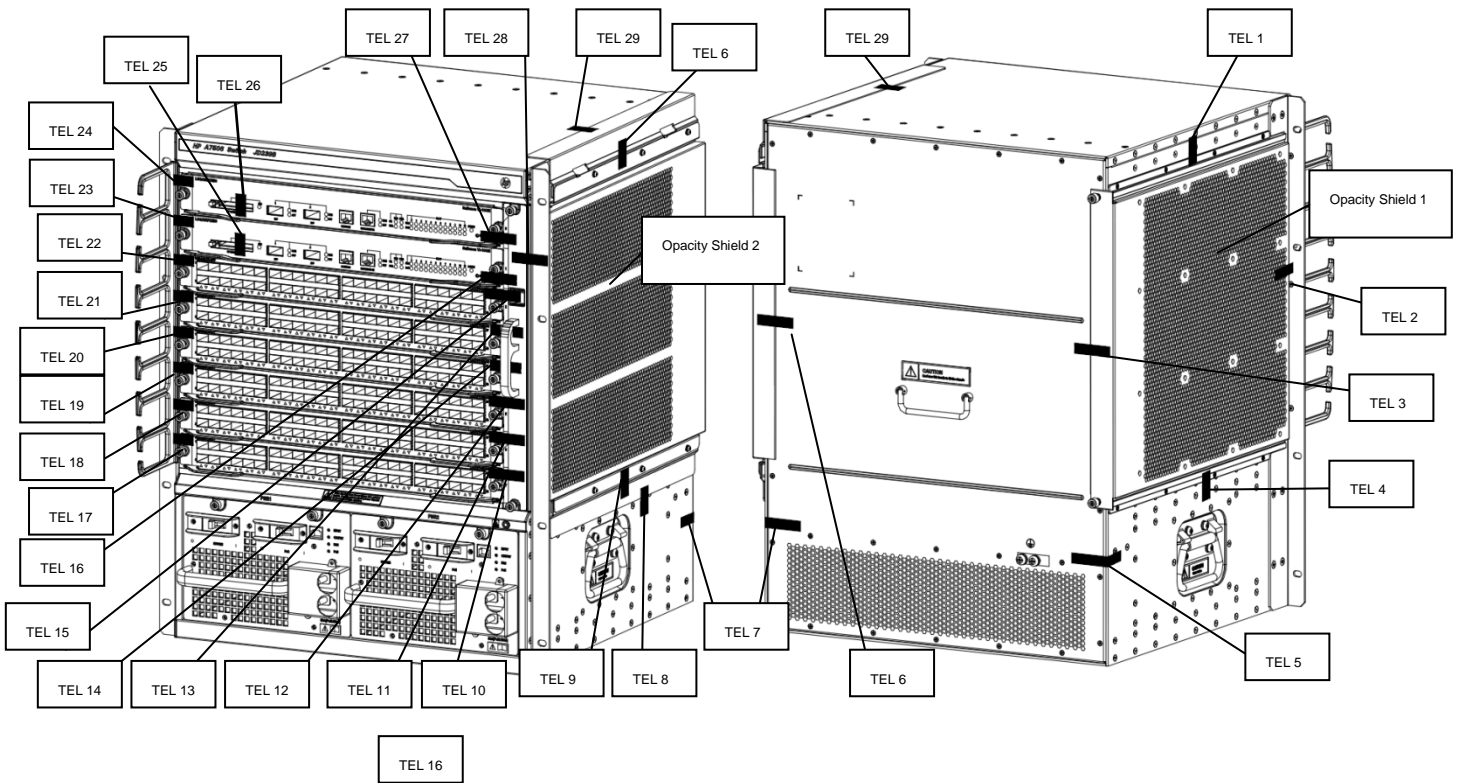 TEL 27
TEL 28
TEL 29
TEL 6
TEL 29
TEL 1
TEL 25
TEL 26
TEL 24
TEL 23
TEL 22
TEL 21
TEL 20
TEL 19
TEL 18
TEL 17
TEL 16
TEL 15
TEL 14
TEL 13
TEL 12
TEL 11
TEL 10
TEL 9
TEL 8
TEL 7
TEL 6
TEL 5
TEL 4
TEL 3
TEL 2
Opacity Shield 1
Opacity Shield 2
HP A7506 Switch JD239B
CAUTION
TEL 16